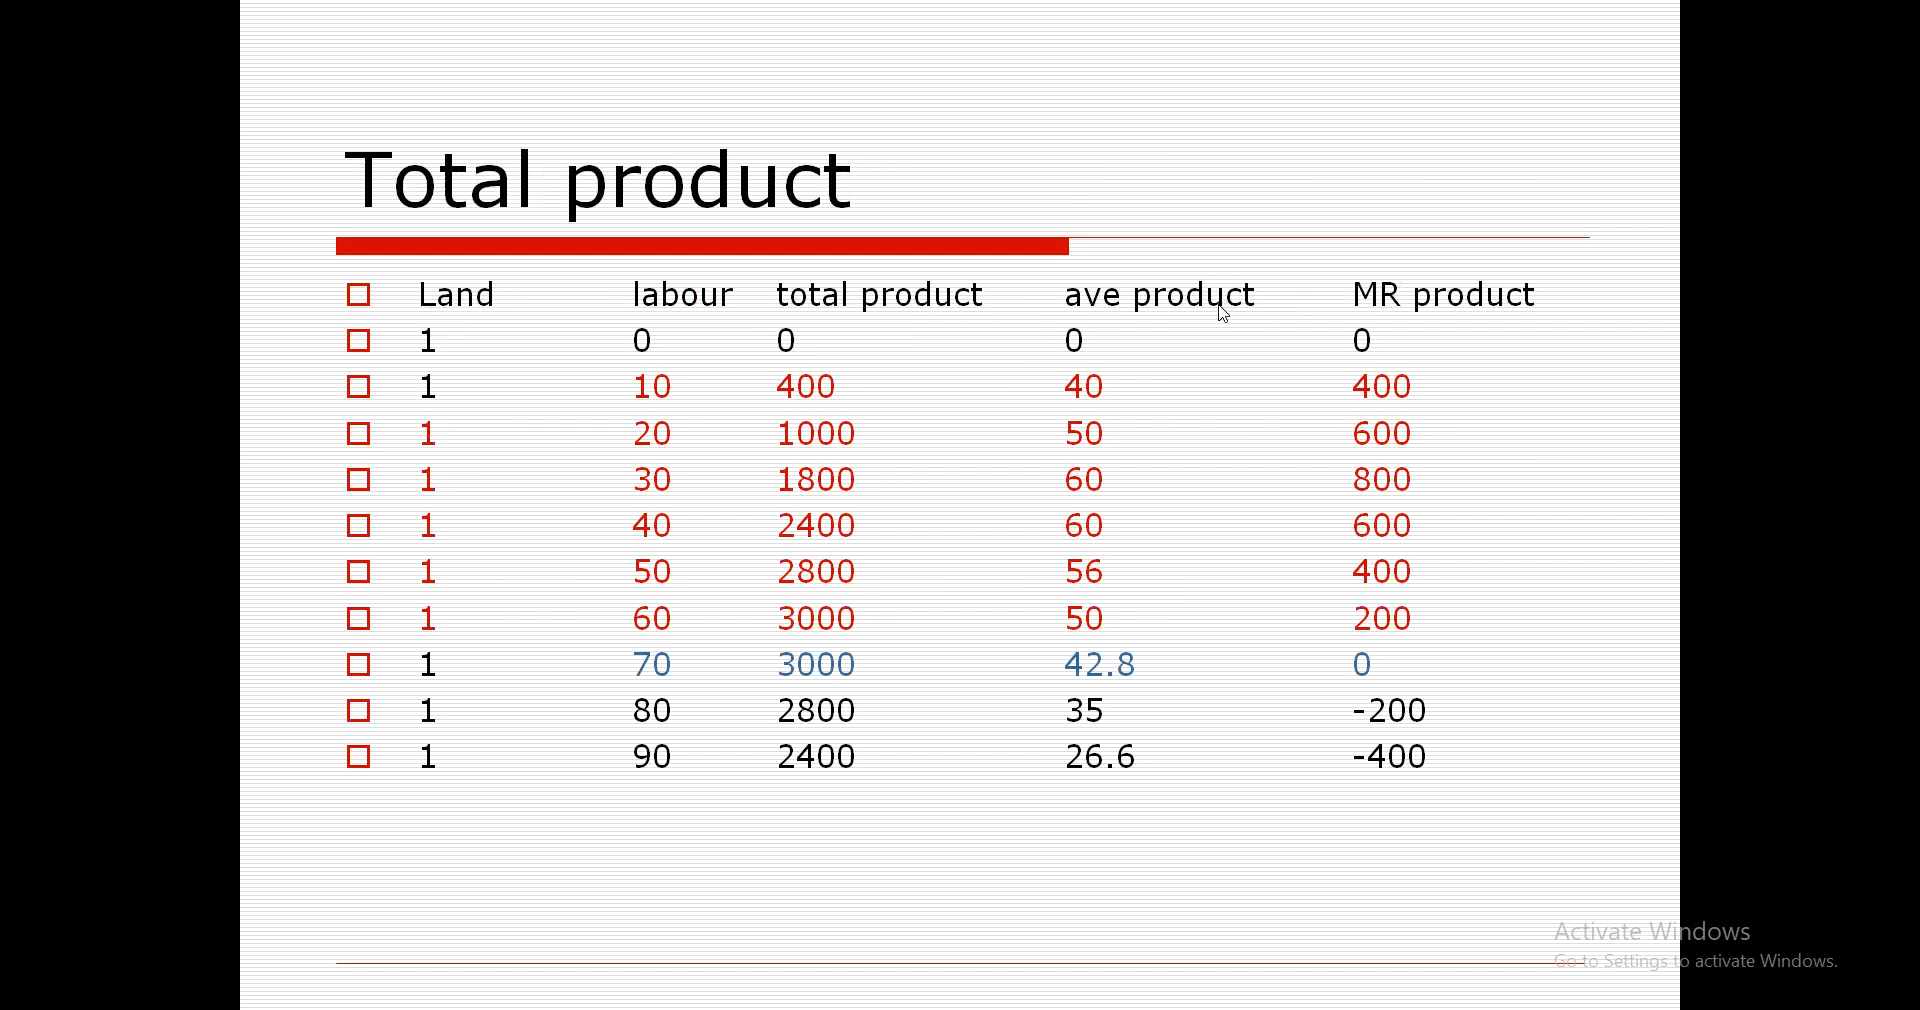 Total product
Land labour total product ave product MR product
1 0 0 0 0
1 10 400 40 400
1 20 1000 50 600
1 30 1800 60 800
1 40 2400 60 600
1 50 2800 56 400
1 60 3000 50 200
1 70 3000 42.8 0
1 80 2800 35 -200
1 90 2400 26.6 -400
Activate Windows
Go to Settings to activate Windows.